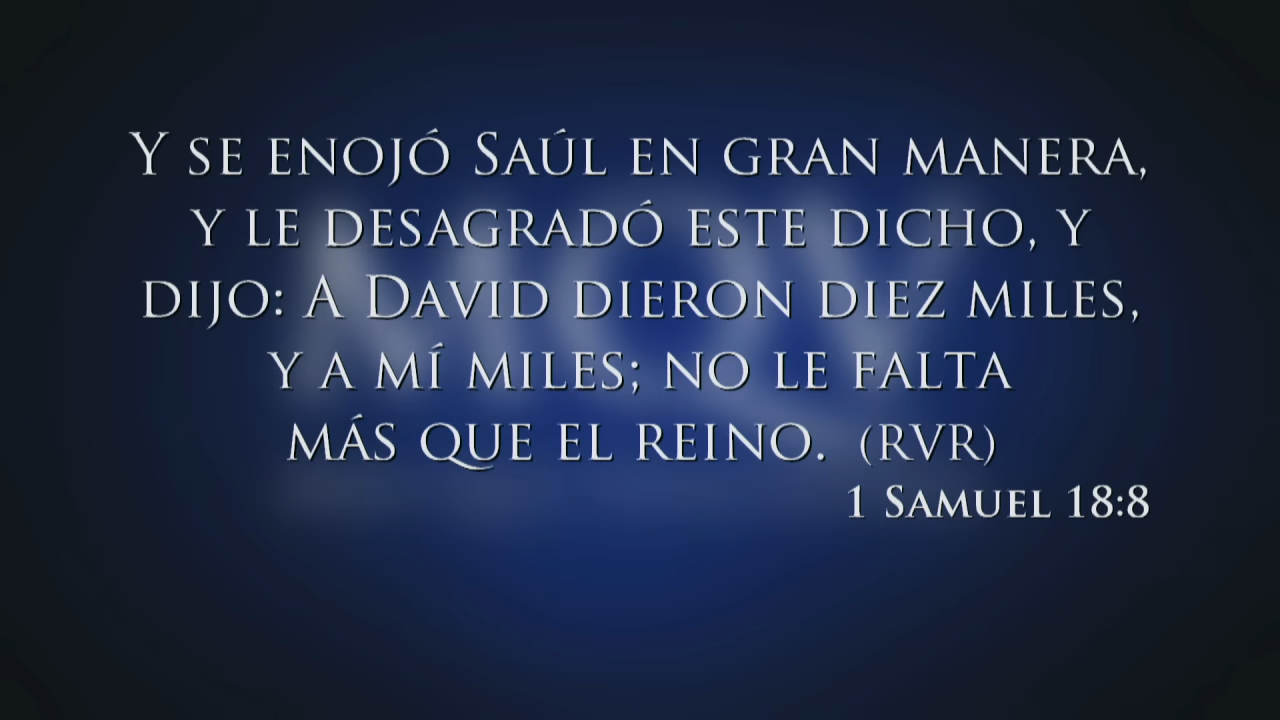 Y se enojó Saúl en gran manera,
y le desagradó este dicho, y
dijo: A David dieron diez miles,
y a mí miles; no le falta
más que el reino. (RVR)
1 Samuel 18:8